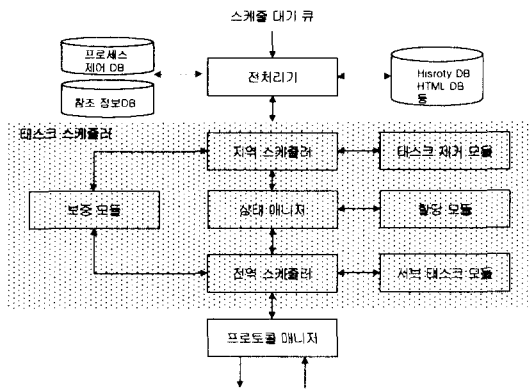 스케줄 대기 큐
프로세스
제어 DB
참조 정보DB
전처리기
Hisroty DB
HTML DB
등
태스크 스케줄러
지역 스케줄러
태스크 제거 모듈
보증 모듈
상태 매니저
할당 모듈
전역 스케줄러
서브 태스크 모듈
프로토콜 매니저